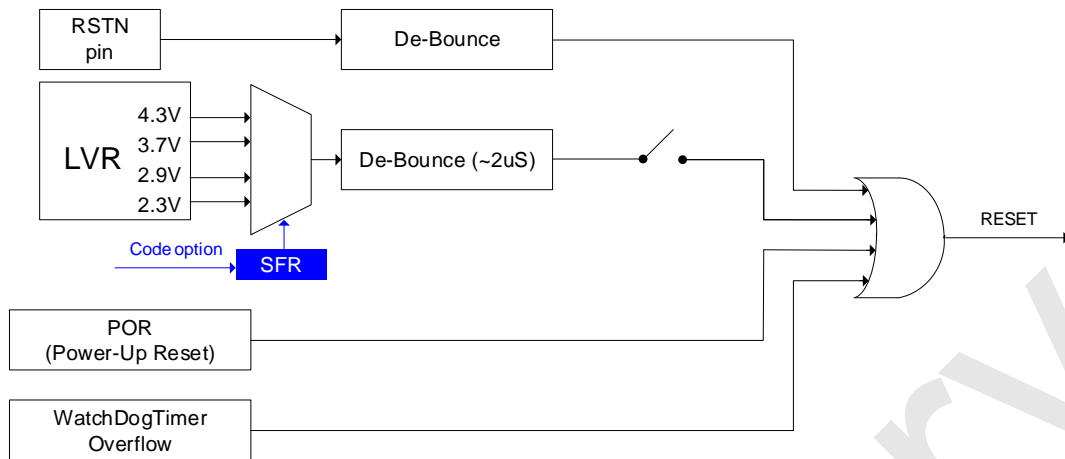 RSTN
pin
De-Bounce
4.3V
3.7V
LVR
2.9V
2.3V
De-Bounce (~2uS)
RESET
Code option
SFR
POR
(Power-Up Reset)
WatchDogTimer
Overflow
ry